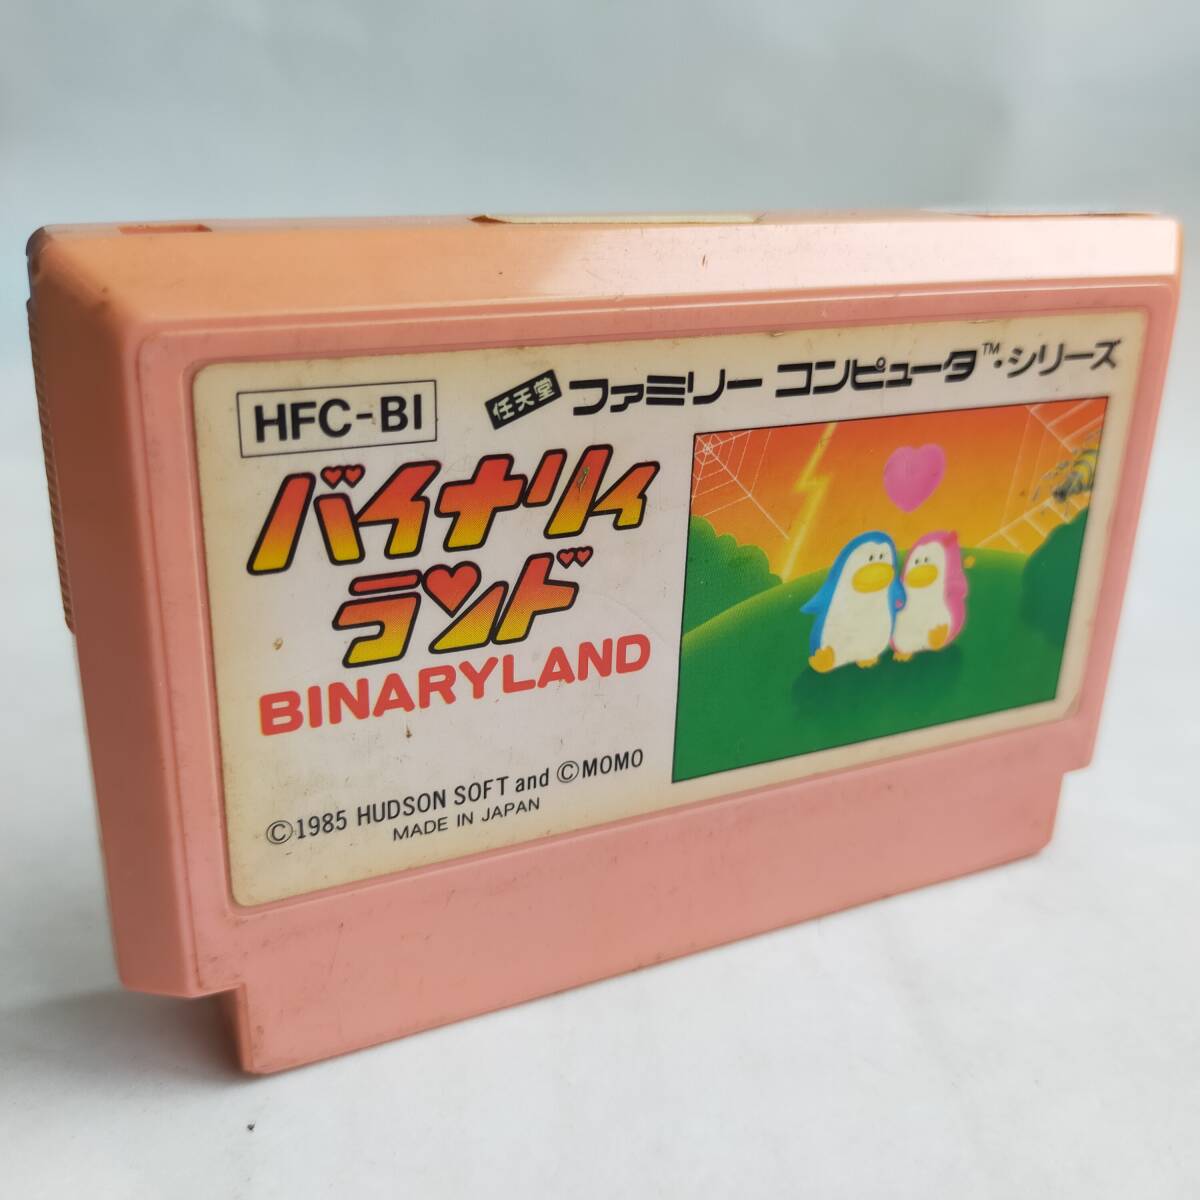 HFC-BI
任天堂 ファミリー コンピュータ™・シリーズ
バイナリィ
ランド
BINARYLAND
©1985 HUDSON SOFT and ©MOMO
MADE IN JAPAN